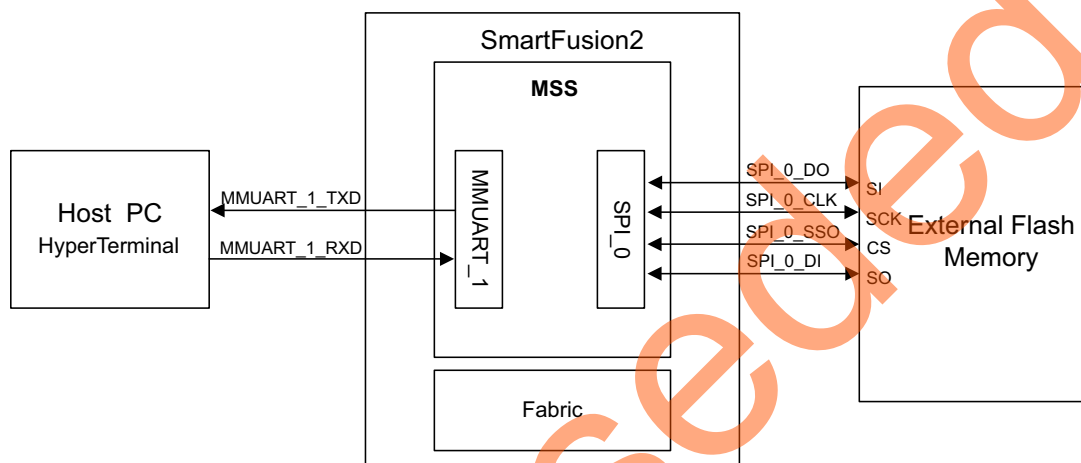 SmartFusion2
MSS
Host PC
HyperTerminal
MMUART_1_TXD
MMUART_1_RXD
MMUART_1
SPI_0
SPI_0_DO
SPI_0_CLK
SPI_0_SSO
SPI_0_DI
SI
SCK
CS
SO
External Flash
Memory
Fabric
seded